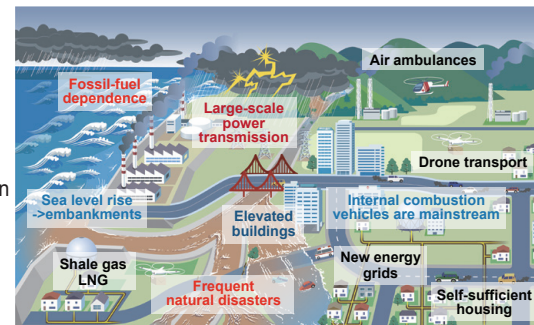 Air ambulances
Fossil-fuel
dependence
Large-scale
power
transmission
Drone transport
Sea level rise
->embankments
Internal combustion
vehicles are mainstream
Elevated
buildings
Shale gas
LNG
New energy
grids
Frequent
natural disasters
Self-sufficient
housing